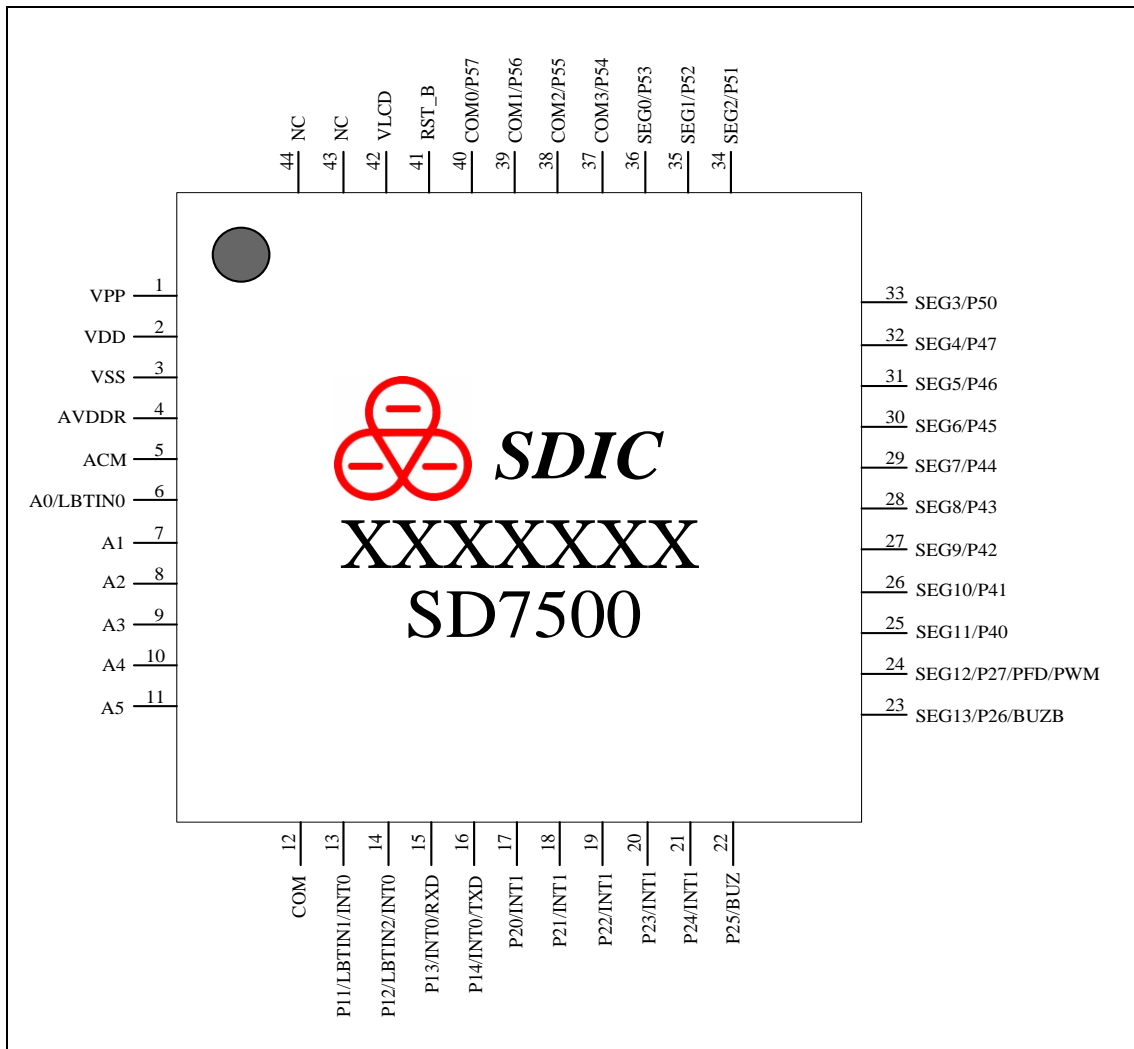 44 NC
43 NC
42 VLCD
41 RST_B
40 COM0/P57
39 COM1/P56
38 COM2/P55
37 COM3/P54
36 SEG0/P53
35 SEG1/P52
34 SEG2/P51
VPP 1
VDD 2
VSS 3
AVDDR 4
ACM 5
A0/LBTIN0 6
A1 7
A2 8
A3 9
A4 10
A5 11
SDIC
XXXXXXX
SD7500
33 SEG3/P50
32 SEG4/P47
31 SEG5/P46
30 SEG6/P45
29 SEG7/P44
28 SEG8/P43
27 SEG9/P42
26 SEG10/P41
25 SEG11/P40
24 SEG12/P27/PFD/PWM
23 SEG13/P26/BUZB
12 COM
13 P11/LBTIN1/INT0
14 P12/LBTIN2/INT0
15 P13/INT0/RXD
16 P14/INT0/TXD
17 P20/INT1
18 P21/INT1
19 P22/INT1
20 P23/INT1
21 P24/INT1
22 P25/BUZ